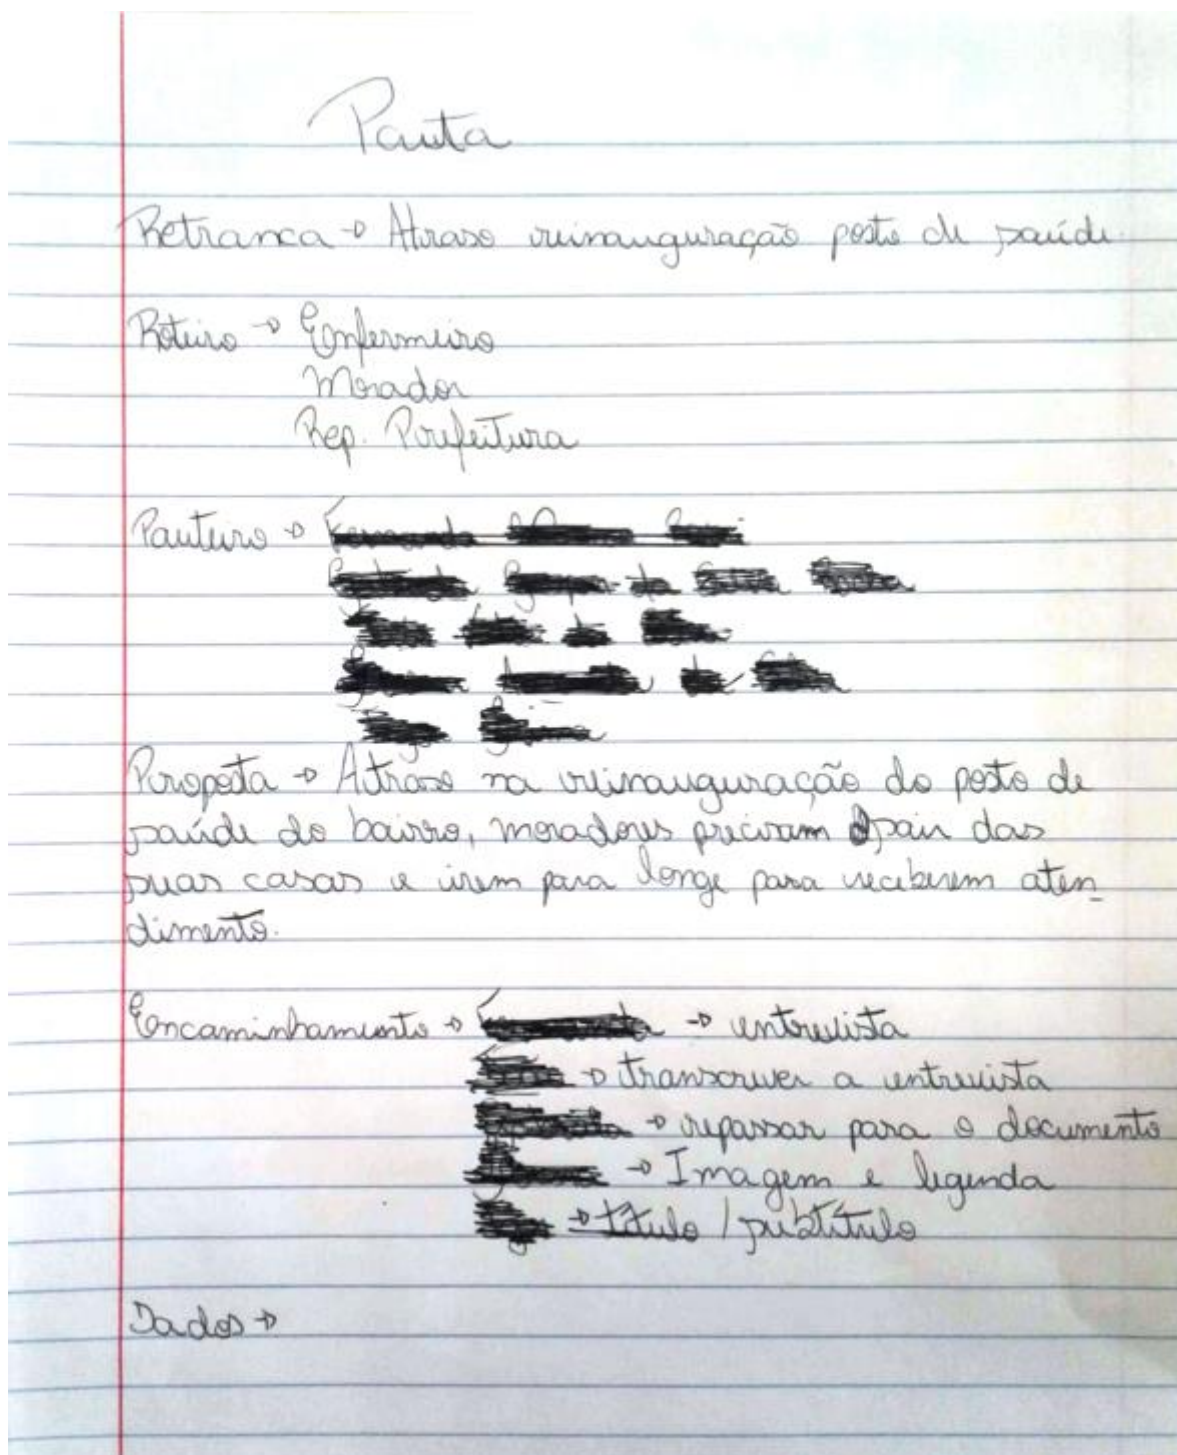 Pauta
Retranca → Atraso reinauguração posto de saúde
Roteiro → Enfermeiro
Morador
Rep. Prefeitura
Pauteiro →
Proposta → Atraso na reinauguração do posto de
saúde do bairro, moradores precisam sair das
suas casas e irem para longe para receberem aten_
dimento.
Encaminhamento → → entrevista
→ transcrever a entrevista
→ repassar para o documento
→ Imagem e legenda
→ título / subtítulo
Dados →